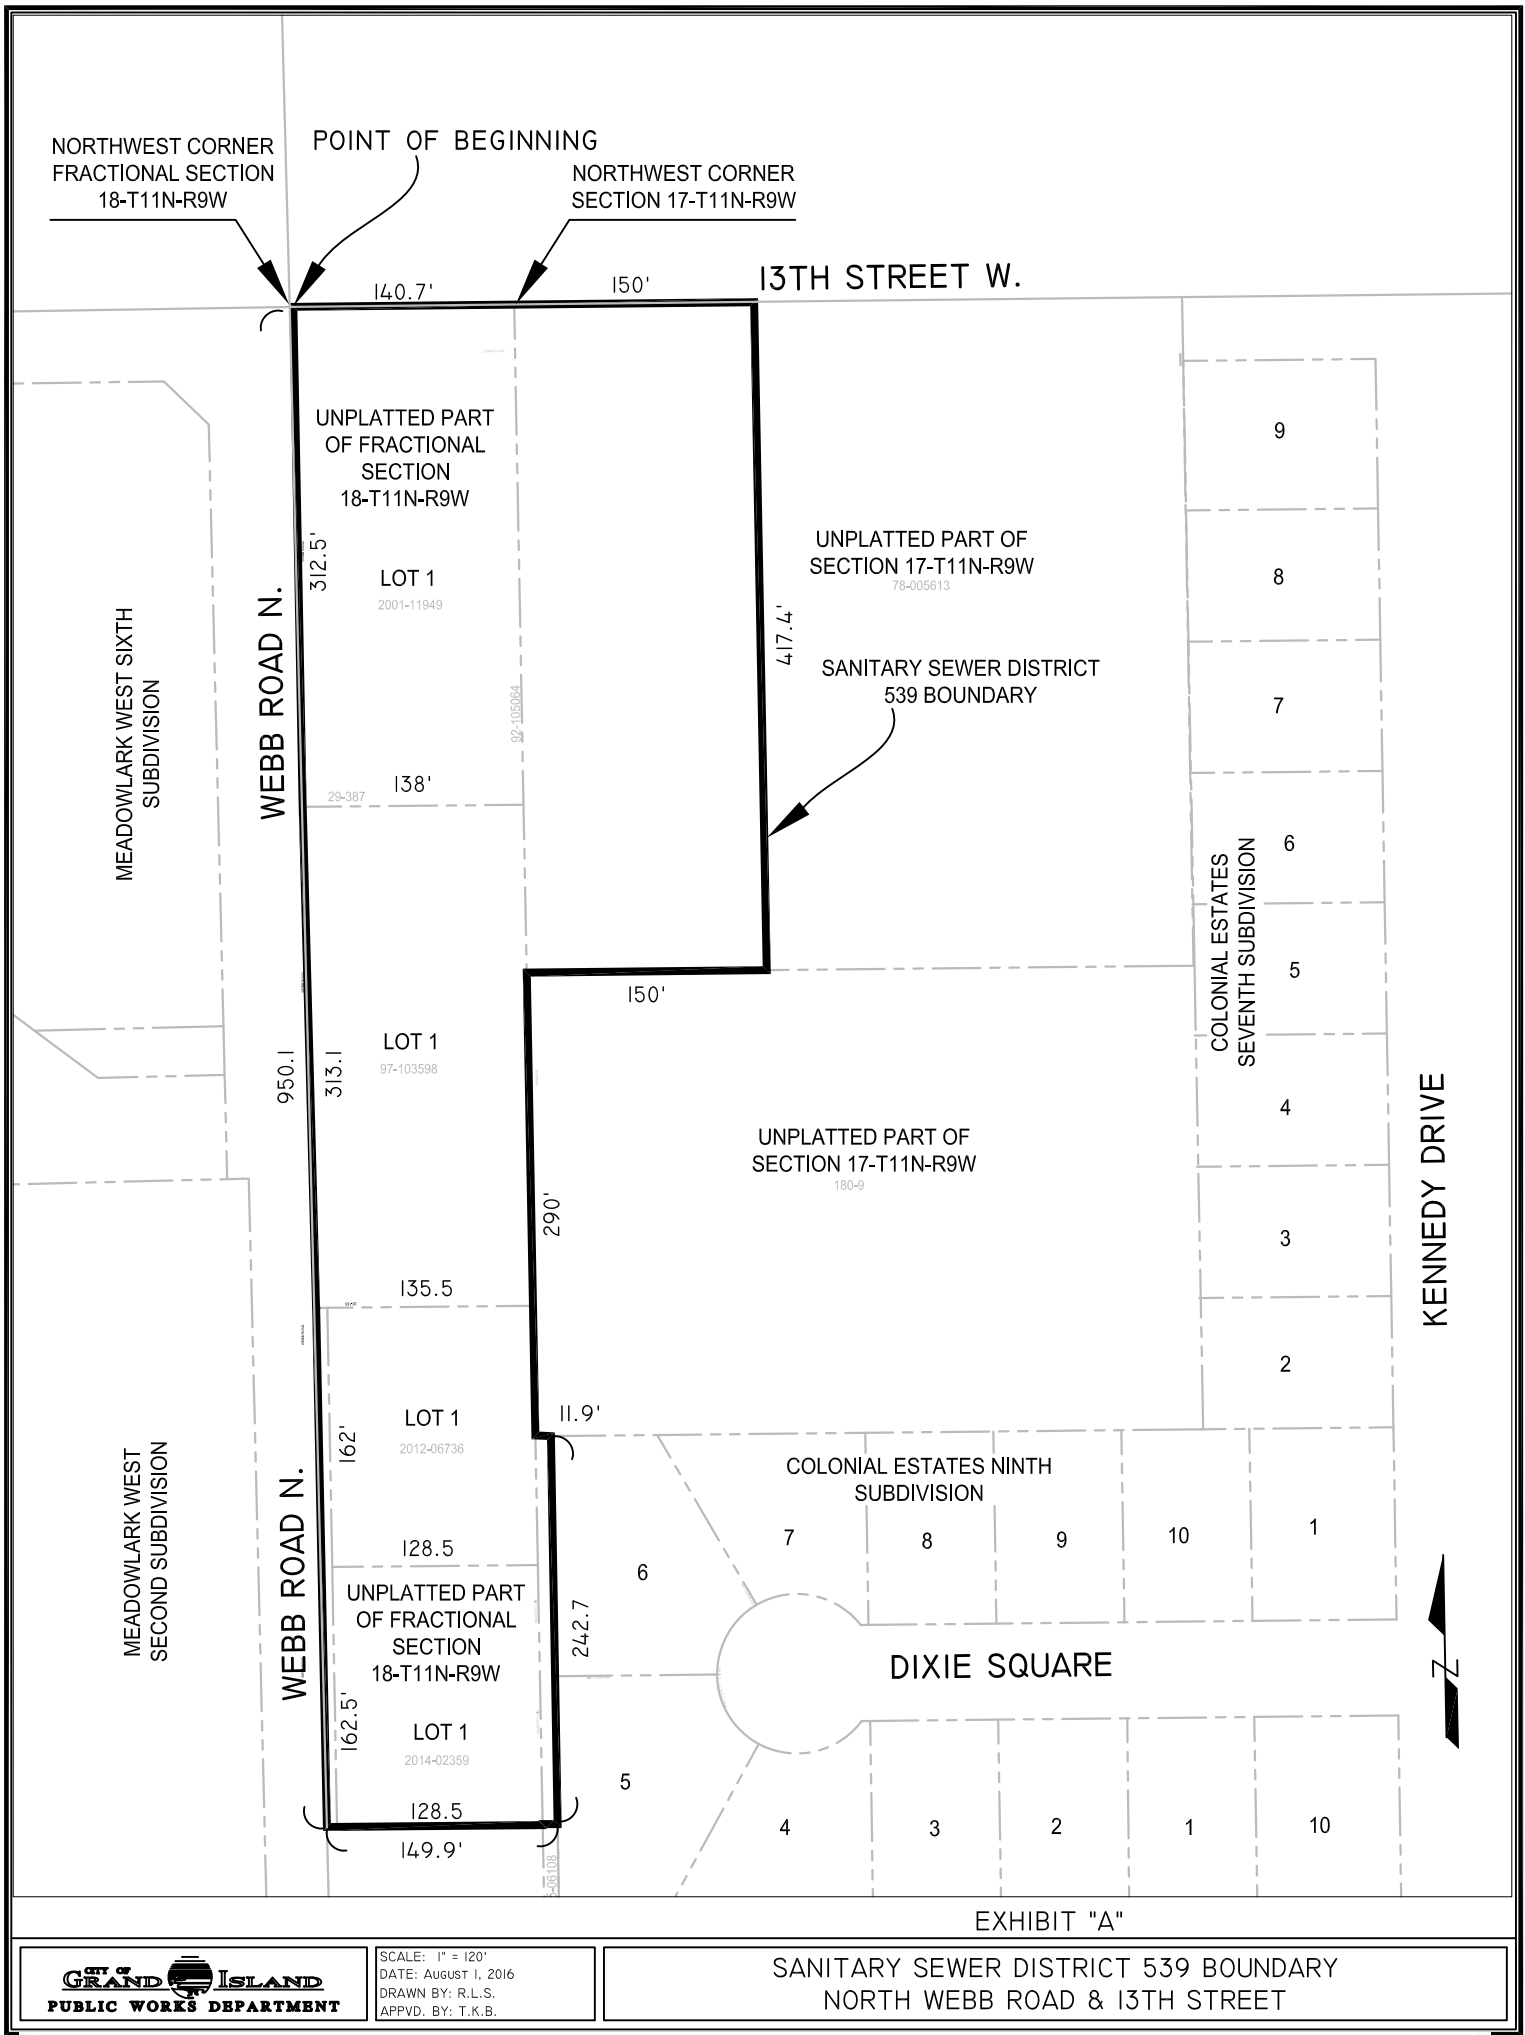 NORTHWEST CORNER
FRACTIONAL SECTION
18-T11N-R9W
POINT OF BEGINNING
NORTHWEST CORNER
SECTION 17-T11N-R9W
13TH STREET W.
140.7'
150'
UNPLATTED PART
OF FRACTIONAL
SECTION
18-T11N-R9W
312.5'
LOT 1
2001-11949
WEBB ROAD N.
MEADOWLARK WEST SIXTH
SUBDIVISION
92-105064
29-387
138'
UNPLATTED PART OF
SECTION 17-T11N-R9W
78-005613
417.4'
SANITARY SEWER DISTRICT
539 BOUNDARY
9
8
7
6
5
4
3
2
COLONIAL ESTATES
SEVENTH SUBDIVISION
KENNEDY DRIVE
150'
LOT 1
97-103598
950.1
313.1
UNPLATTED PART OF
SECTION 17-T11N-R9W
180-9
290'
135.5
LOT 1
2012-06736
162'
11.9'
MEADOWLARK WEST
SECOND SUBDIVISION
WEBB ROAD N.
128.5
UNPLATTED PART
OF FRACTIONAL
SECTION
18-T11N-R9W
242.7
162.5'
LOT 1
2014-02359
128.5
149.9'
COLONIAL ESTATES NINTH
SUBDIVISION
6
7
8
9
10
1
DIXIE SQUARE
Z
5
4
3
2
1
10
EXHIBIT "A"
CITY OF
GRAND ISLAND
PUBLIC WORKS DEPARTMENT
SCALE: 1" = 120'
DATE: AUGUST 1, 2016
DRAWN BY: R.L.S.
APPVD. BY: T.K.B.
SANITARY SEWER DISTRICT 539 BOUNDARY
NORTH WEBB ROAD & 13TH STREET